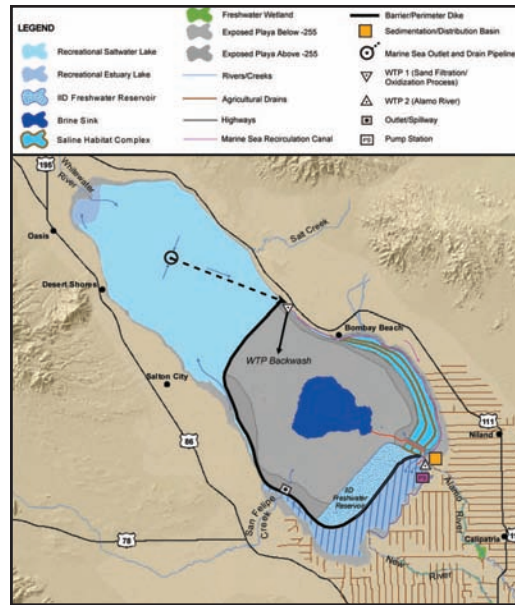 LEGEND
Recreational Saltwater Lake
Recreational Estuary Lake
IID Freshwater Reservoir
Brine Sink
Saline Habitat Complex
Freshwater Wetland
Exposed Playa Below -255
Exposed Playa Above -255
Rivers/Creeks
Agricultural Drains
Highways
Marine Sea Recirculation Canal
Barrier/Perimeter Dike
Sedimentation/Distribution Basin
Marine Sea Outlet and Drain Pipeline
WTP 1 (Sand Filtration/
Oxidization Process)
WTP 2 (Alamo River)
Outlet/Spillway
PS
Pump Station
195
Whitewater
River
Oasis
Salt Creek
Desert Shores
Bombay Beach
WTP Backwash
Salton City
111
Niland
86
PS
IID
Freshwater
Reservoir
San Felipe
Creek
Alamo
River
Calipatria
78
New
River